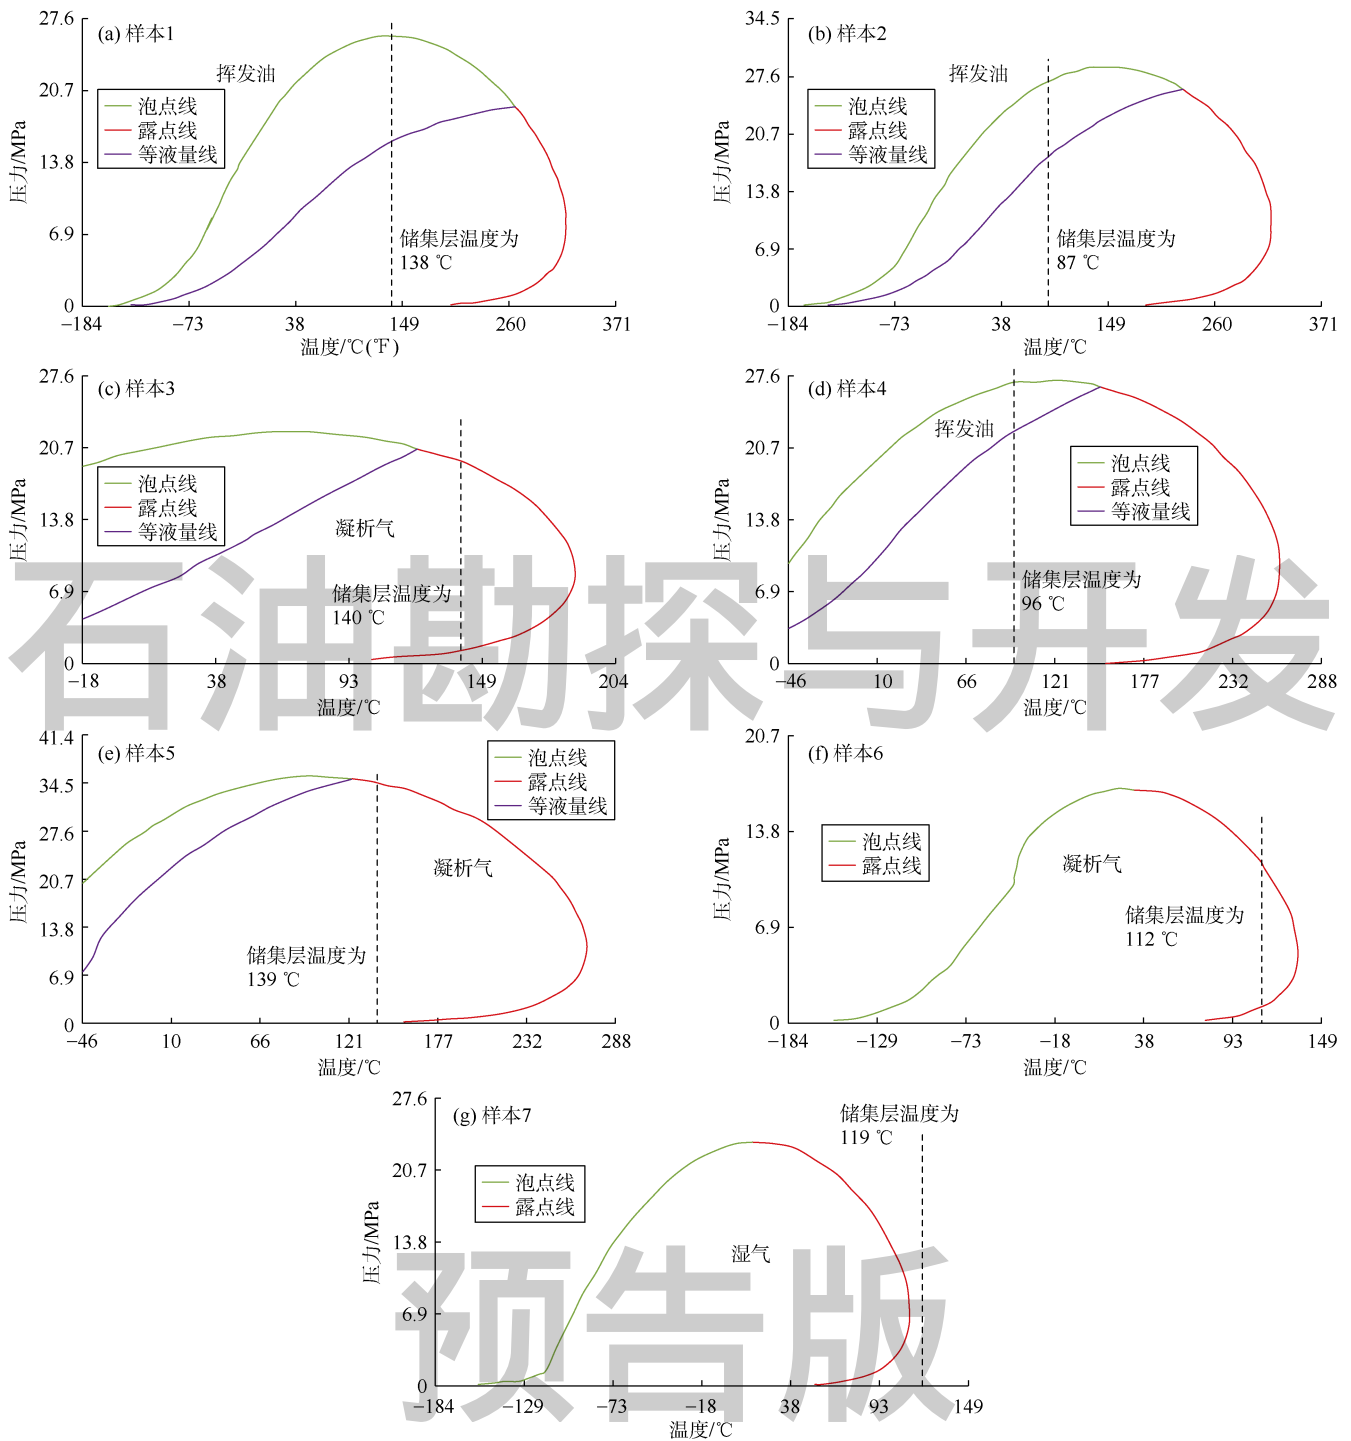 (a) 样本1
挥发油
泡点线
露点线
等液量线
储集层温度为
138 ℃
压力/MPa
27.6
20.7
13.8
6.9
0
−184
−73
38
149
260
371
温度/℃(℉)
(b) 样本2
挥发油
泡点线
露点线
等液量线
储集层温度为
87 ℃
压力/MPa
34.5
27.6
20.7
13.8
6.9
0
−184
−73
38
149
260
371
温度/℃
(c) 样本3
泡点线
露点线
等液量线
凝析气
储集层温度为
140 ℃
压力/MPa
27.6
20.7
13.8
6.9
0
−18
38
93
149
204
温度/℃
(d) 样本4
挥发油
泡点线
露点线
等液量线
储集层温度为
96 ℃
压力/MPa
27.6
20.7
13.8
6.9
0
−46
10
66
121
177
232
288
温度/℃
石油勘探与开发
(e) 样本5
泡点线
露点线
等液量线
凝析气
储集层温度为
139 ℃
压力/MPa
41.4
34.5
27.6
20.7
13.8
6.9
0
−46
10
66
121
177
232
288
温度/℃
(f) 样本6
泡点线
露点线
凝析气
储集层温度为
112 ℃
压力/MPa
20.7
13.8
6.9
0
−184
−129
−73
−18
38
93
149
温度/℃
(g) 样本7
储集层温度为
119 ℃
泡点线
露点线
湿气
压力/MPa
27.6
20.7
13.8
6.9
0
−184
−129
−73
−18
38
93
149
温度/℃
预告版